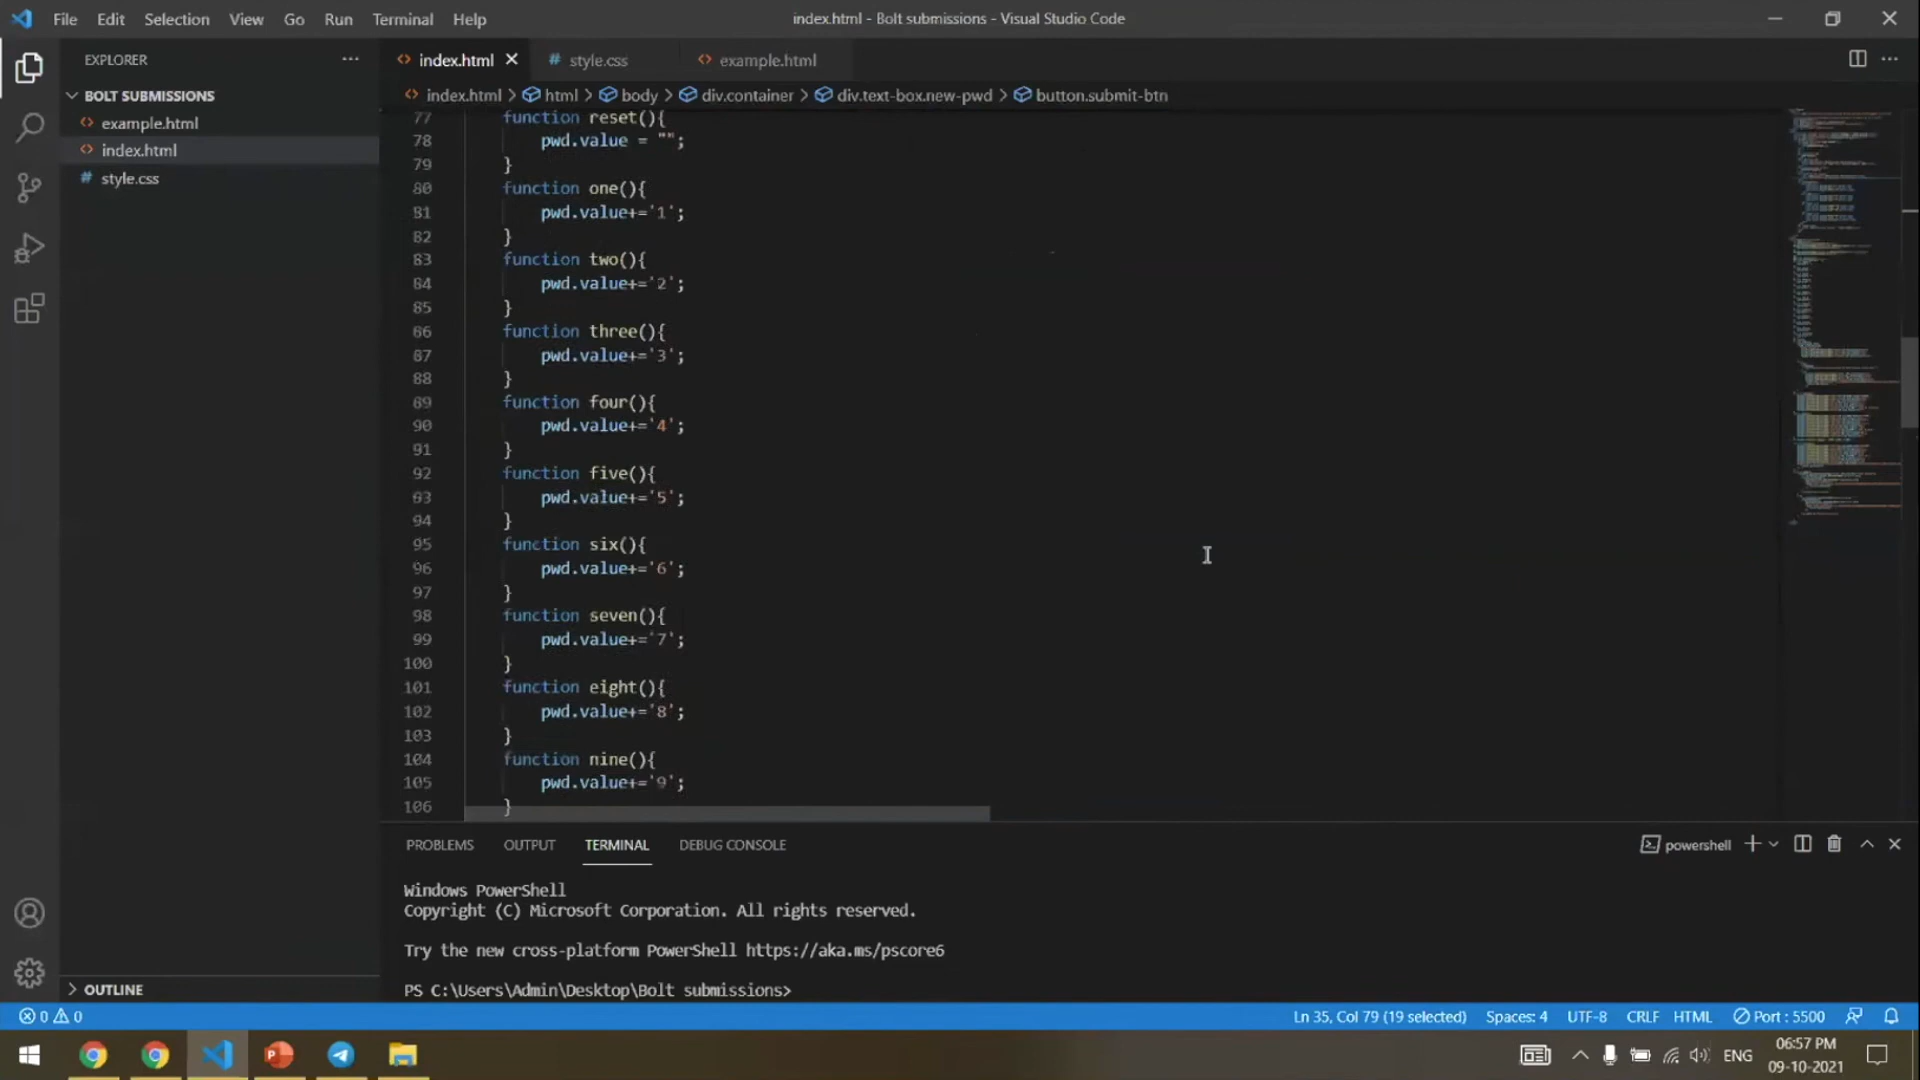 File Edit Selection View Go Run Terminal Help index.html - Bolt submissions - Visual Studio Code
EXPLORER
BOLT SUBMISSIONS
example.html
index.html
style.css
OUTLINE
index.html style.css example.html
index.html > html > body > div.container > div.text-box.new-pwd > button.submit-btn
77 function reset(){
78 pwd.value = "";
79 }
80 function one(){
81 pwd.value+='1';
82 }
83 function two(){
84 pwd.value+='2';
85 }
86 function three(){
87 pwd.value+='3';
88 }
89 function four(){
90 pwd.value+='4';
91 }
92 function five(){
93 pwd.value+='5';
94 }
95 function six(){
96 pwd.value+='6';
97 }
98 function seven(){
99 pwd.value+='7';
100 }
101 function eight(){
102 pwd.value+='8';
103 }
104 function nine(){
105 pwd.value+='9';
106 }
PROBLEMS OUTPUT TERMINAL DEBUG CONSOLE powershell
Windows PowerShell
Copyright (C) Microsoft Corporation. All rights reserved.
Try the new cross-platform PowerShell https://aka.ms/pscore6
PS C:\Users\Admin\Desktop\Bolt submissions>
0 0 Ln 35, Col 79 (19 selected) Spaces: 4 UTF-8 CRLF HTML Port : 5500
ENG 06:57 PM
09-10-2021